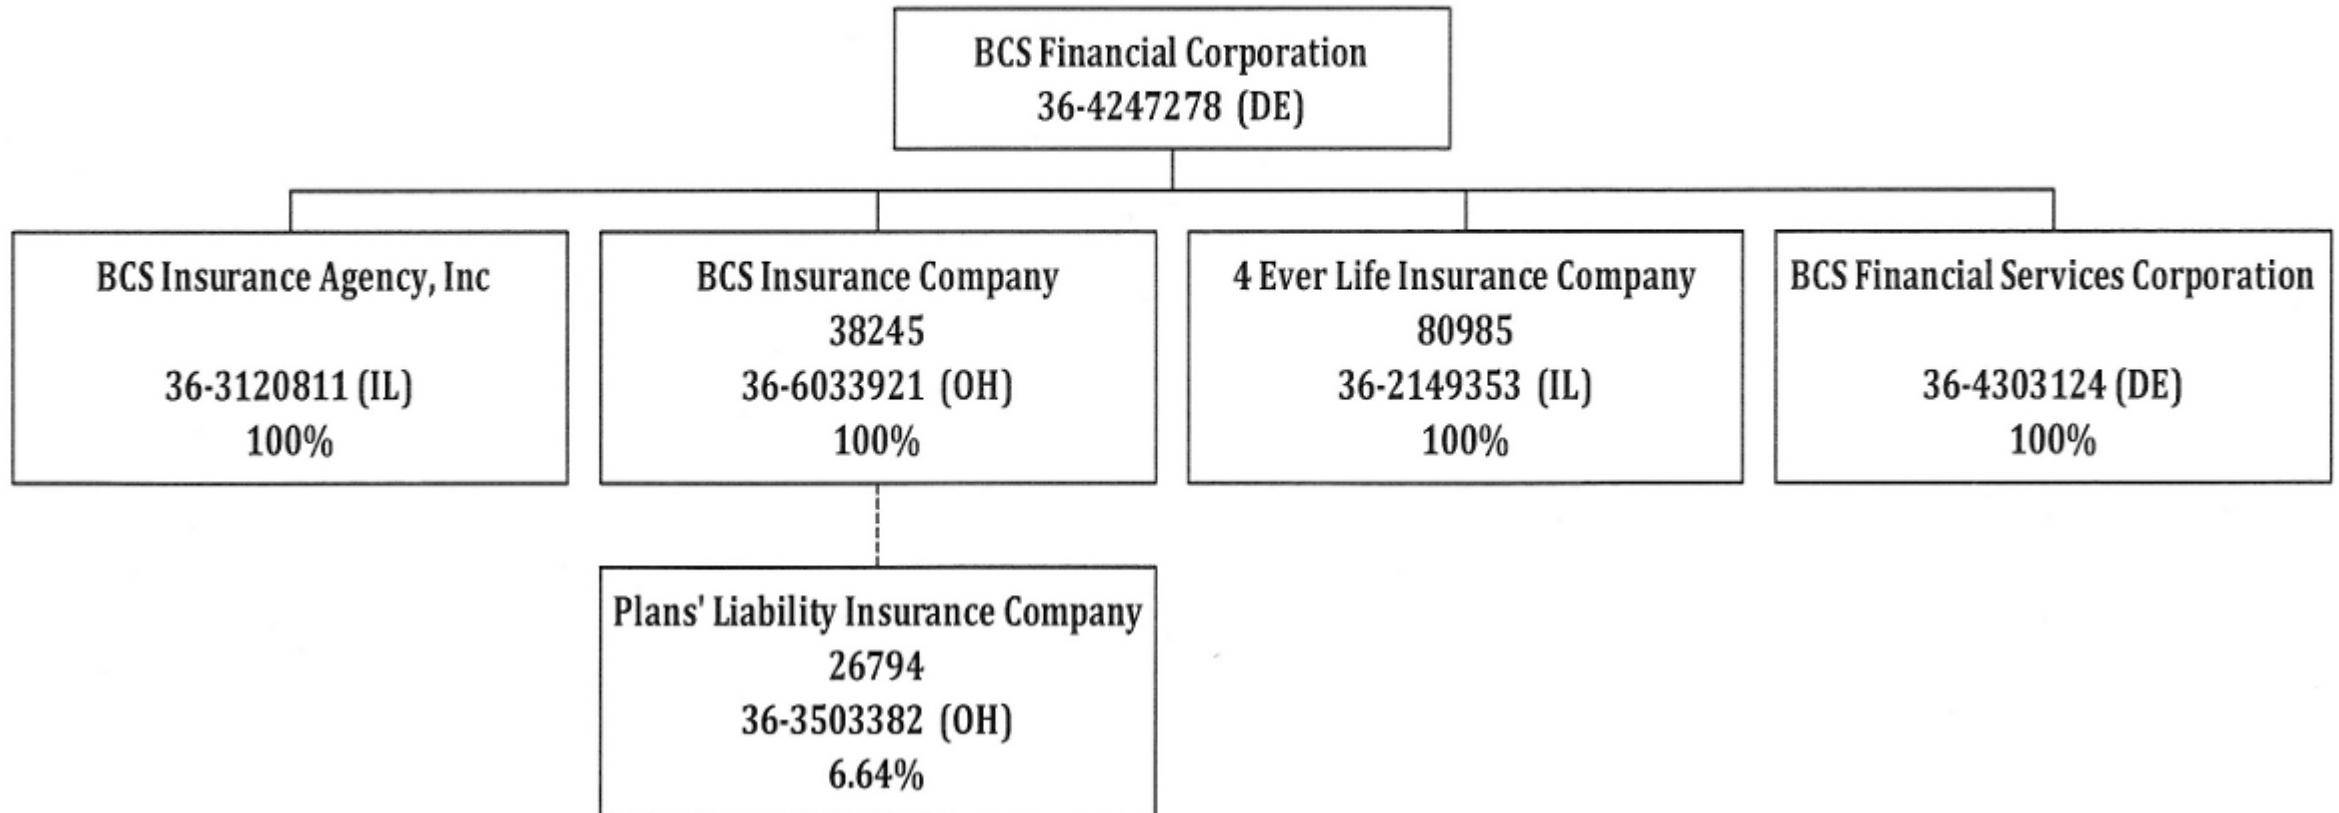 BCS Financial Corporation
36-4247278 (DE)
BCS Insurance Agency, Inc
36-3120811 (IL)
100%
BCS Insurance Company
38245
36-6033921 (OH)
100%
4 Ever Life Insurance Company
80985
36-2149353 (IL)
100%
BCS Financial Services Corporation
36-4303124 (DE)
100%
Plans' Liability Insurance Company
26794
36-3503382 (OH)
6.64%